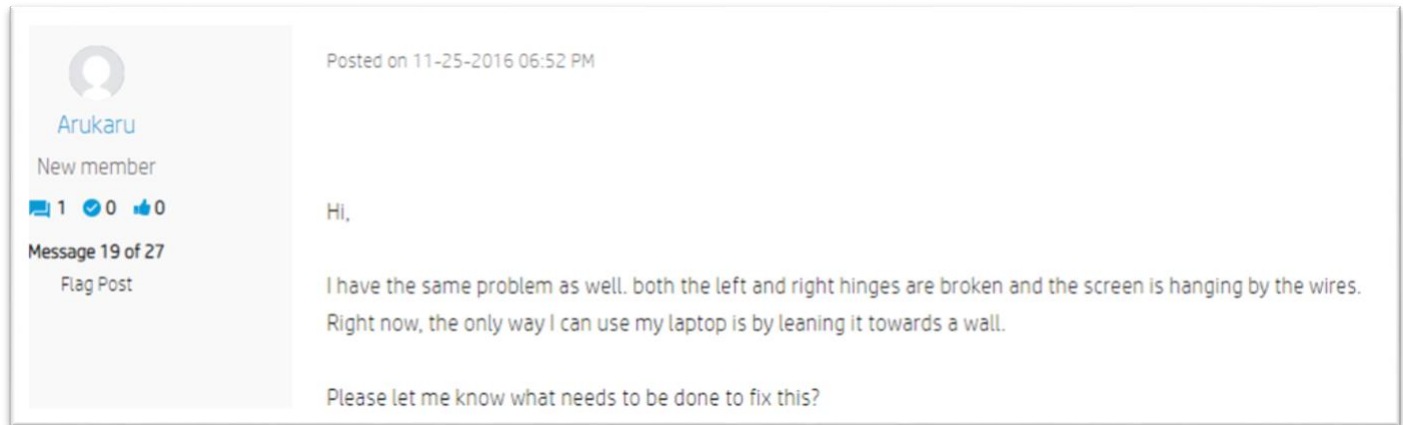 Posted on 11-25-2016 06:52 PM
Arukaru
New member
1 0 0
Message 19 of 27
Flag Post
Hi,
I have the same problem as well. both the left and right hinges are broken and the screen is hanging by the wires.
Right now, the only way I can use my laptop is by leaning it towards a wall.
Please let me know what needs to be done to fix this?